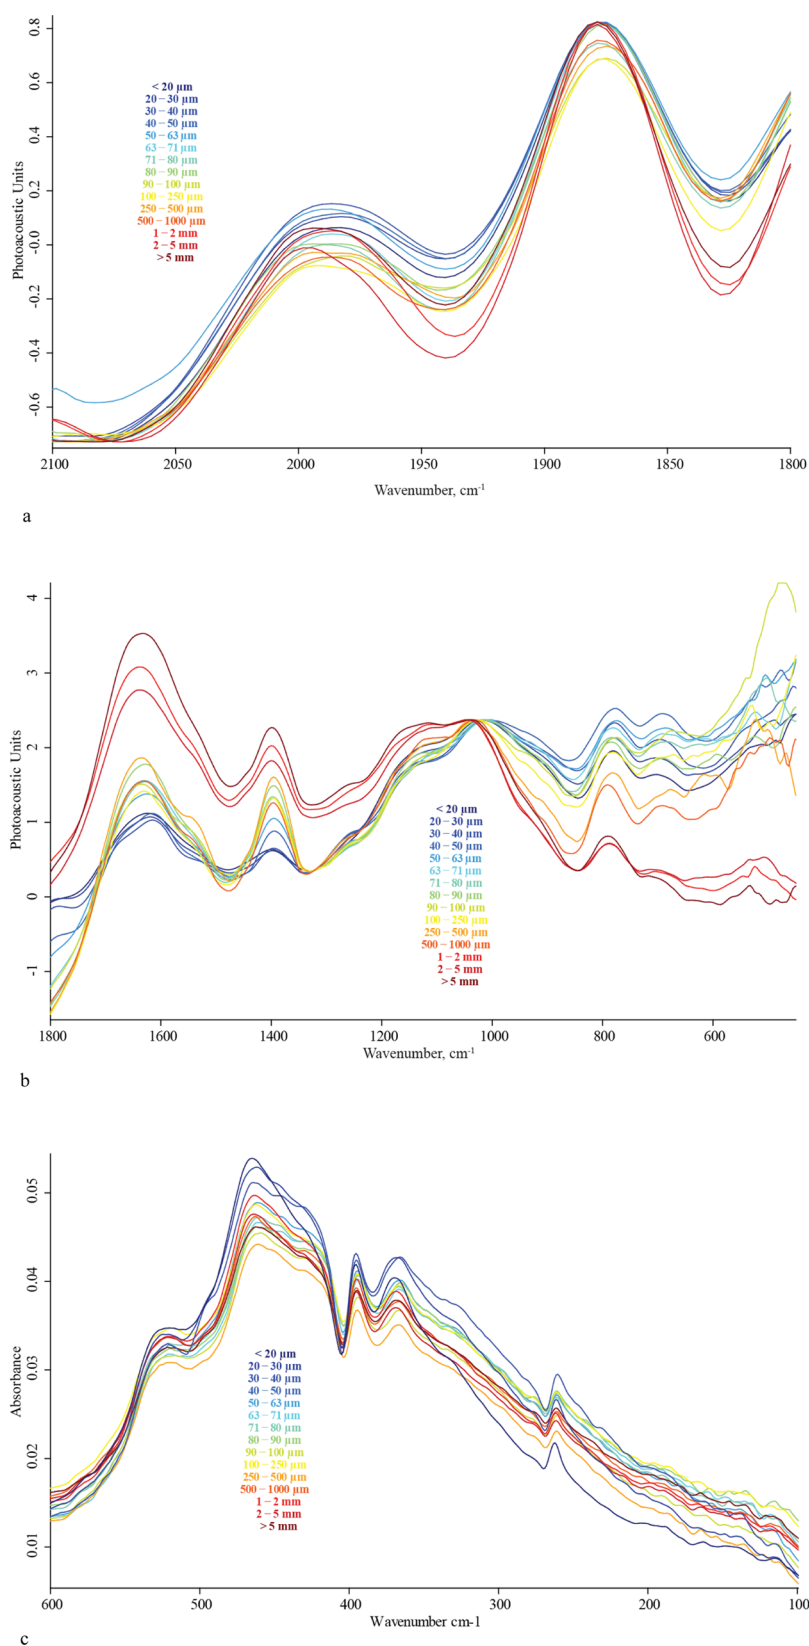 0.8
0.6
0.4
0.2
-0.0
-0.2
-0.4
-0.6
Photoacoustic Units
< 20 µm
20 – 30 µm
30 – 40 µm
40 – 50 µm
50 – 63 µm
63 – 71 µm
71 – 80 µm
80 – 90 µm
90 – 100 µm
100 – 250 µm
250 – 500 µm
500 – 1000 µm
1 – 2 mm
2 – 5 mm
> 5 mm
2100 2050 2000 1950 1900 1850 1800
Wavenumber, cm-1
a
4
3
2
1
0
-1
Photoacoustic Units
< 20 µm
20 – 30 µm
30 – 40 µm
40 – 50 µm
50 – 63 µm
63 – 71 µm
71 – 80 µm
80 – 90 µm
90 – 100 µm
100 – 250 µm
250 – 500 µm
500 – 1000 µm
1 – 2 mm
2 – 5 mm
> 5 mm
1800 1600 1400 1200 1000 800 600
Wavenumber, cm-1
b
0.05
0.04
0.03
0.02
0.01
Absorbance
< 20 µm
20 – 30 µm
30 – 40 µm
40 – 50 µm
50 – 63 µm
63 – 71 µm
71 – 80 µm
80 – 90 µm
90 – 100 µm
100 – 250 µm
250 – 500 µm
500 – 1000 µm
1 – 2 mm
2 – 5 mm
> 5 mm
600 500 400 300 200 100
Wavenumber cm-1
c